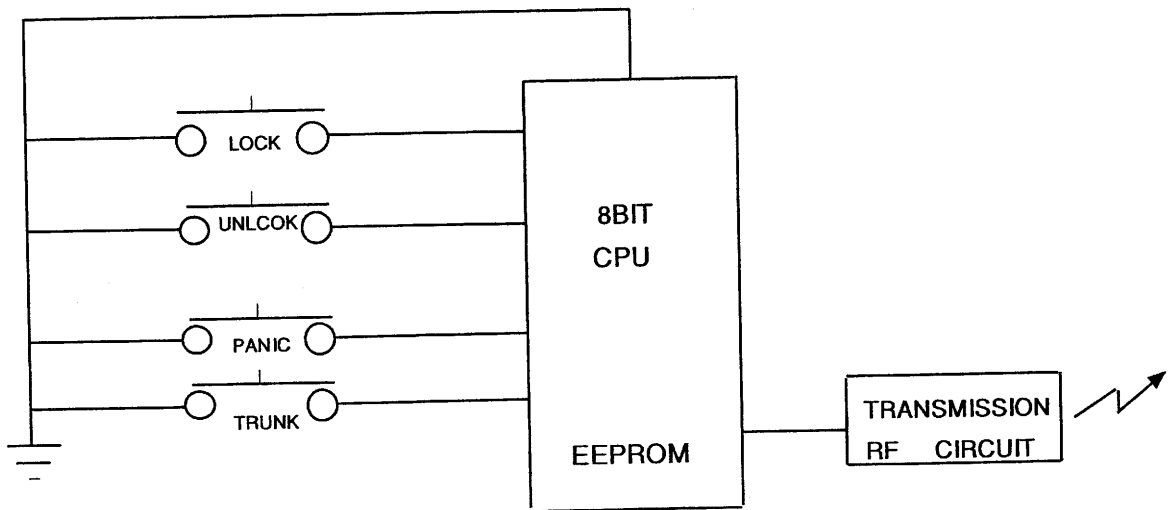 LOCK
UNLCOK
PANIC
TRUNK
8BIT
CPU
EEPROM
TRANSMISSION
RF CIRCUIT